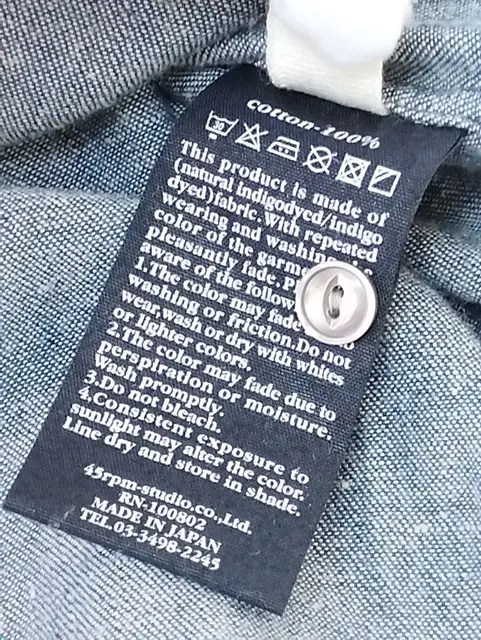 cotton-100%
30
This product is made of
(natural indigodyed/indigo
dyed)fabric.With repeated
wearing and washing
color of the
pleasantly fade.
aware of the
1.The color may fade
washing or friction.Do not
wear,wash or dry with whites
or lighter colors.
2.The color may fade due to
perspiration or moisture.
Wash promptly.
3.Do not bleach.
4.Consistent exposure to
sunlight may alter the color.
Line dry and store in shade.
45rpm-studio.co.,Ltd.
RN-100802
MADE IN JAPAN
TEL.03-3498-2245